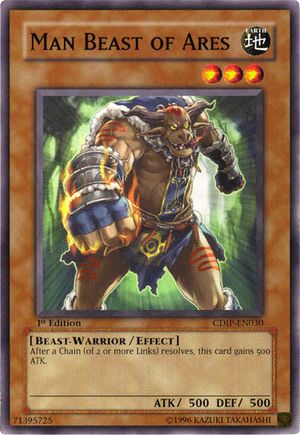 MAN BEAST OF ARES
EARTH
地
1st Edition
CDIP-EN030
[BEAST-WARRIOR / EFFECT]
After a Chain (of 2 or more Links) resolves, this card gains 500
ATK.
ATK/ 500 DEF/ 500
71395725
©1996 KAZUKI TAKAHASHI